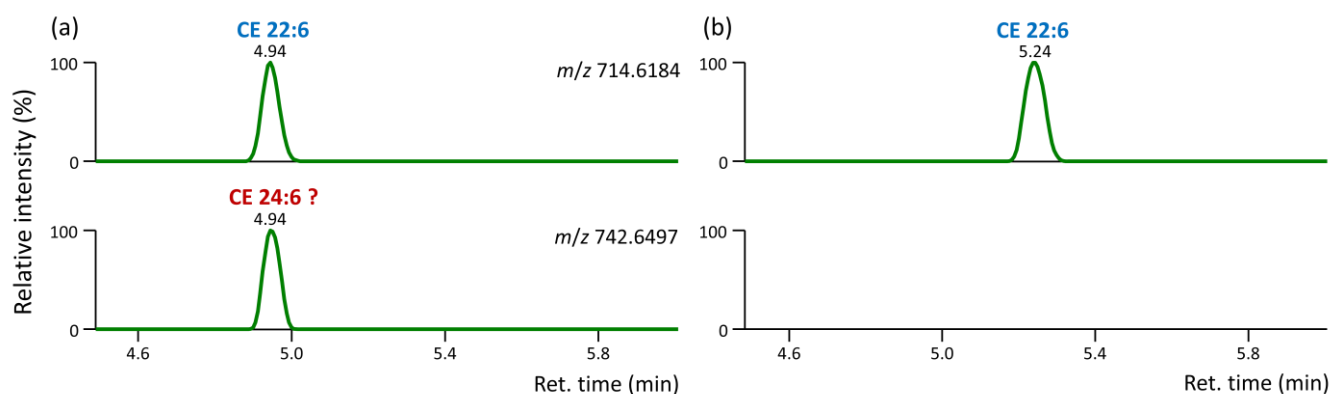 (a)
CE 22:6
4.94
100
m/z 714.6184
0
CE 24:6 ?
4.94
100
m/z 742.6497
0
4.6 5.0 5.4 5.8
Ret. time (min)
Relative intensity (%)
(b)
CE 22:6
5.24
100
0
100
0
4.6 5.0 5.4 5.8
Ret. time (min)